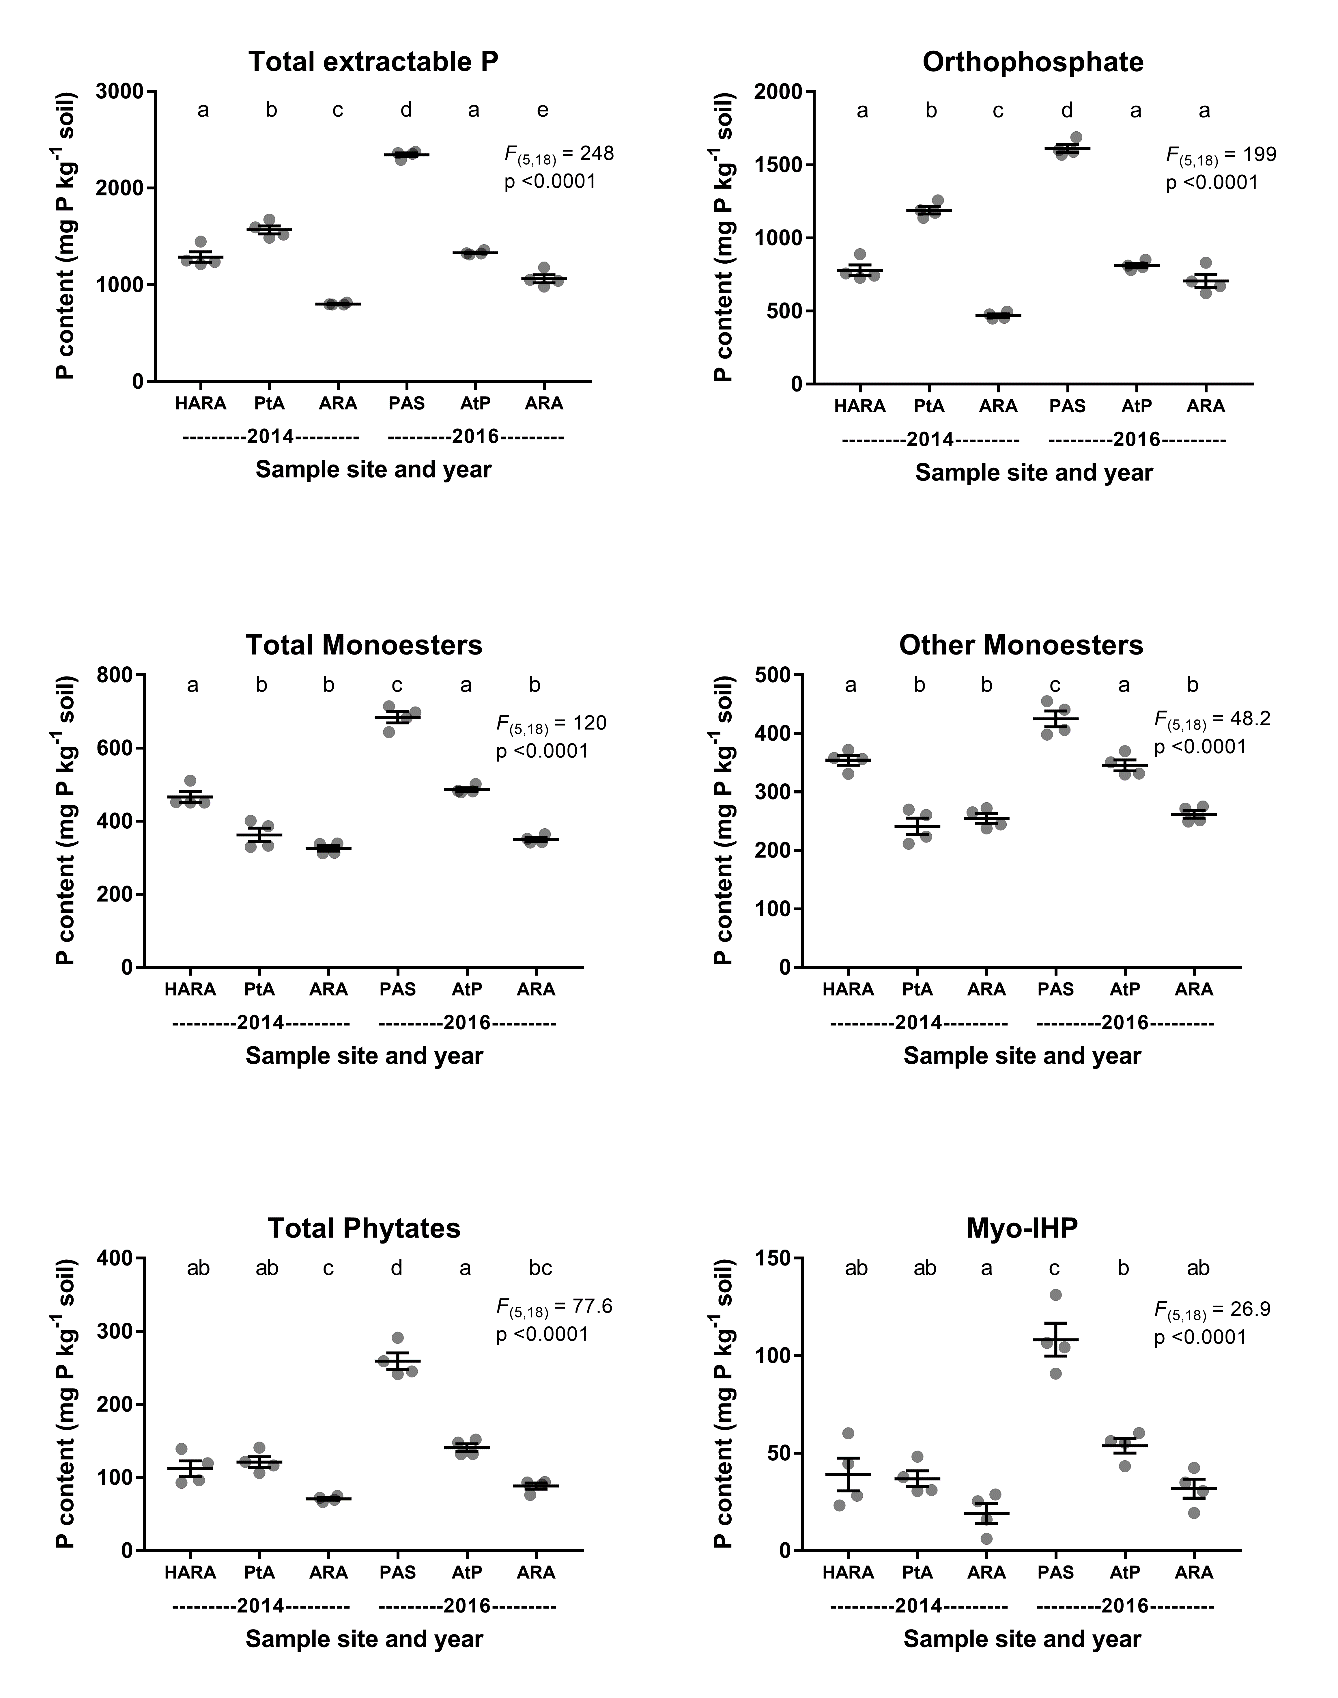 Total extractable P
P content (mg P kg-1 soil)
3000
2000
1000
0
a b c d a e
F(5,18) = 248
p <0.0001
HARA PtA ARA PAS AtP ARA
---------2014--------- ---------2016---------
Sample site and year
Orthophosphate
P content (mg P kg-1 soil)
2000
1500
1000
500
0
a b c d a a
F(5,18) = 199
p <0.0001
HARA PtA ARA PAS AtP ARA
---------2014--------- ---------2016---------
Sample site and year
Total Monoesters
P content (mg P kg-1 soil)
800
600
400
200
0
a b b c a b
F(5,18) = 120
p <0.0001
HARA PtA ARA PAS AtP ARA
---------2014--------- ---------2016---------
Sample site and year
Other Monoesters
P content (mg P kg-1 soil)
500
400
300
200
100
0
a b b c a b
F(5,18) = 48.2
p <0.0001
HARA PtA ARA PAS AtP ARA
---------2014--------- ---------2016---------
Sample site and year
Total Phytates
P content (mg P kg-1 soil)
400
300
200
100
0
ab ab c d a bc
F(5,18) = 77.6
p <0.0001
HARA PtA ARA PAS AtP ARA
---------2014--------- ---------2016---------
Sample site and year
Myo-IHP
P content (mg P kg-1 soil)
150
100
50
0
ab ab a c b ab
F(5,18) = 26.9
p <0.0001
HARA PtA ARA PAS AtP ARA
---------2014--------- ---------2016---------
Sample site and year